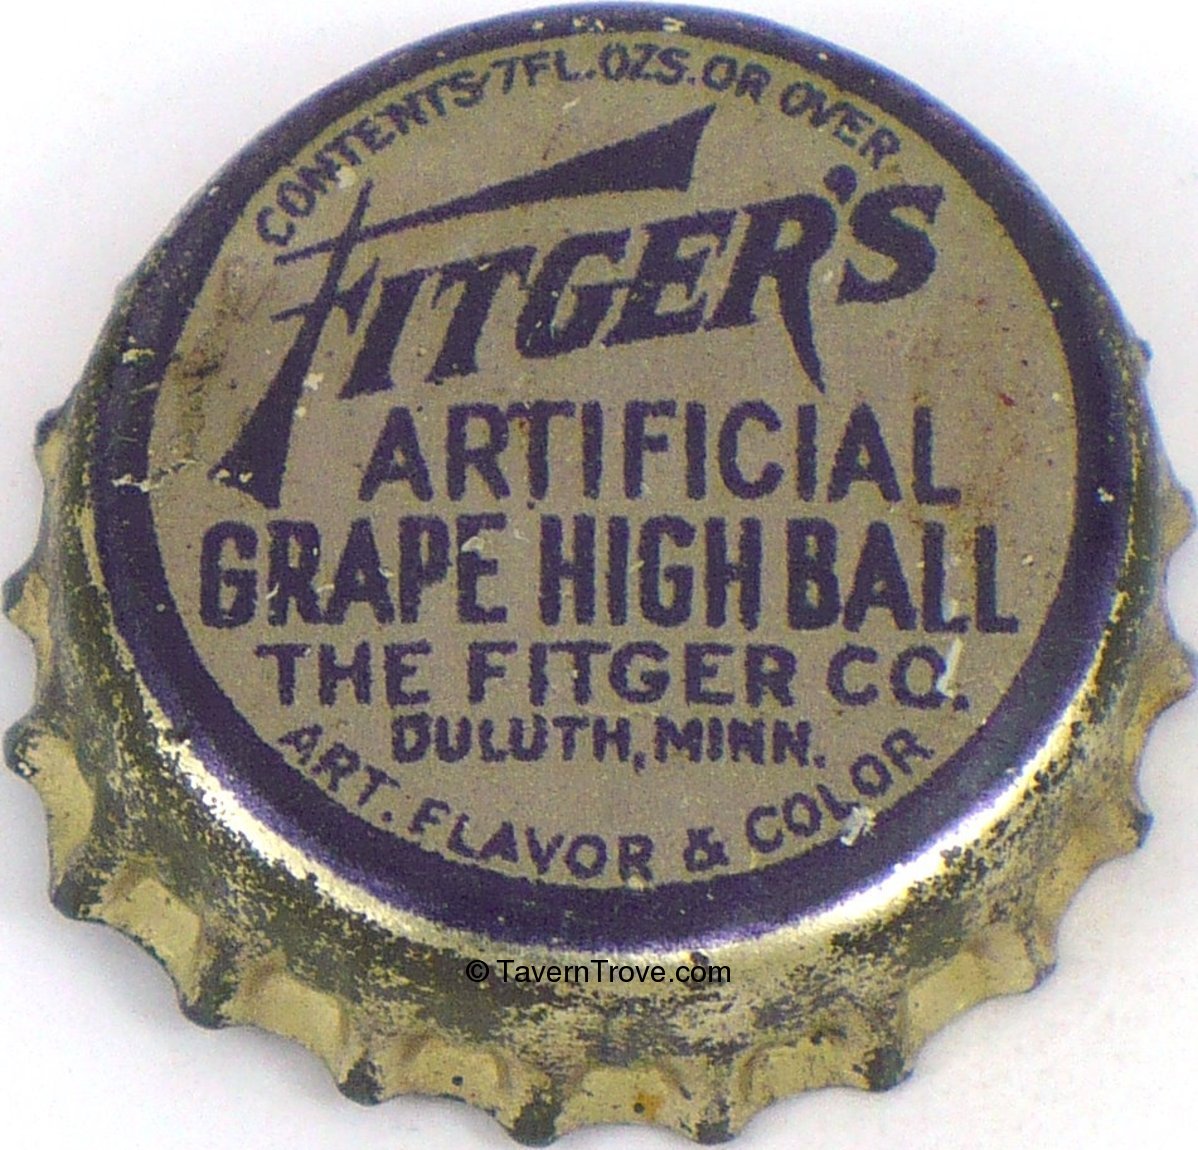 CONTENTS-7FL.OZS.OR OVER
FITGER'S
ARTIFICIAL
GRAPE HIGH BALL
THE FITGER CO.
DULUTH, MINN.
ART. FLAVOR & COLOR
© TavernTrove.com